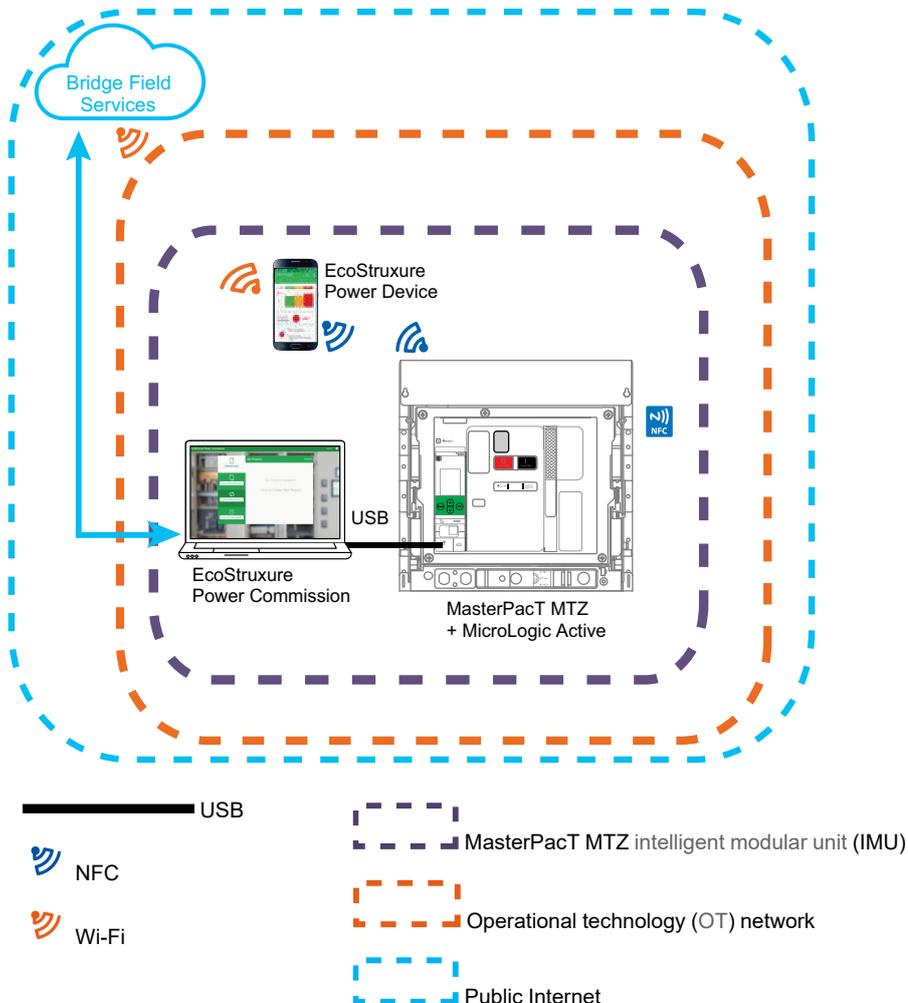 Bridge Field
Services
EcoStruxure
Power Device
NFC
USB
EcoStruxure
Power Commission
MasterPacT MTZ
+ MicroLogic Active
USB
NFC
Wi-Fi
MasterPacT MTZ intelligent modular unit (IMU)
Operational technology (OT) network
Public Internet